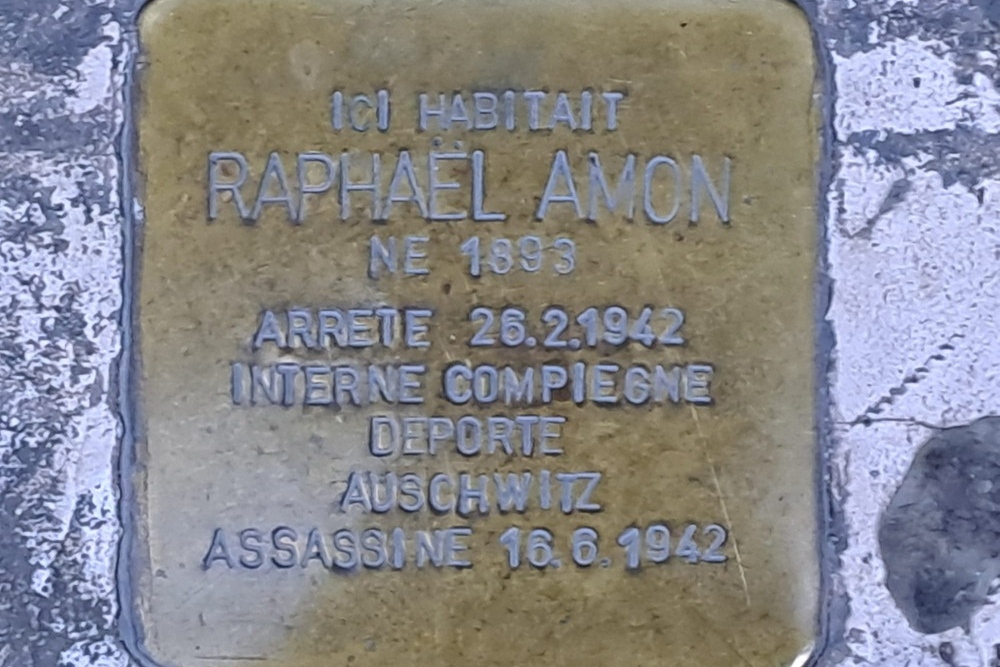 ICI HABITAIT
RAPHAËL AMON
NE 1893
ARRETE 26.2.1942
INTERNE COMPIEGNE
DEPORTE
AUSCHWITZ
ASSASSINE 16.6.1942